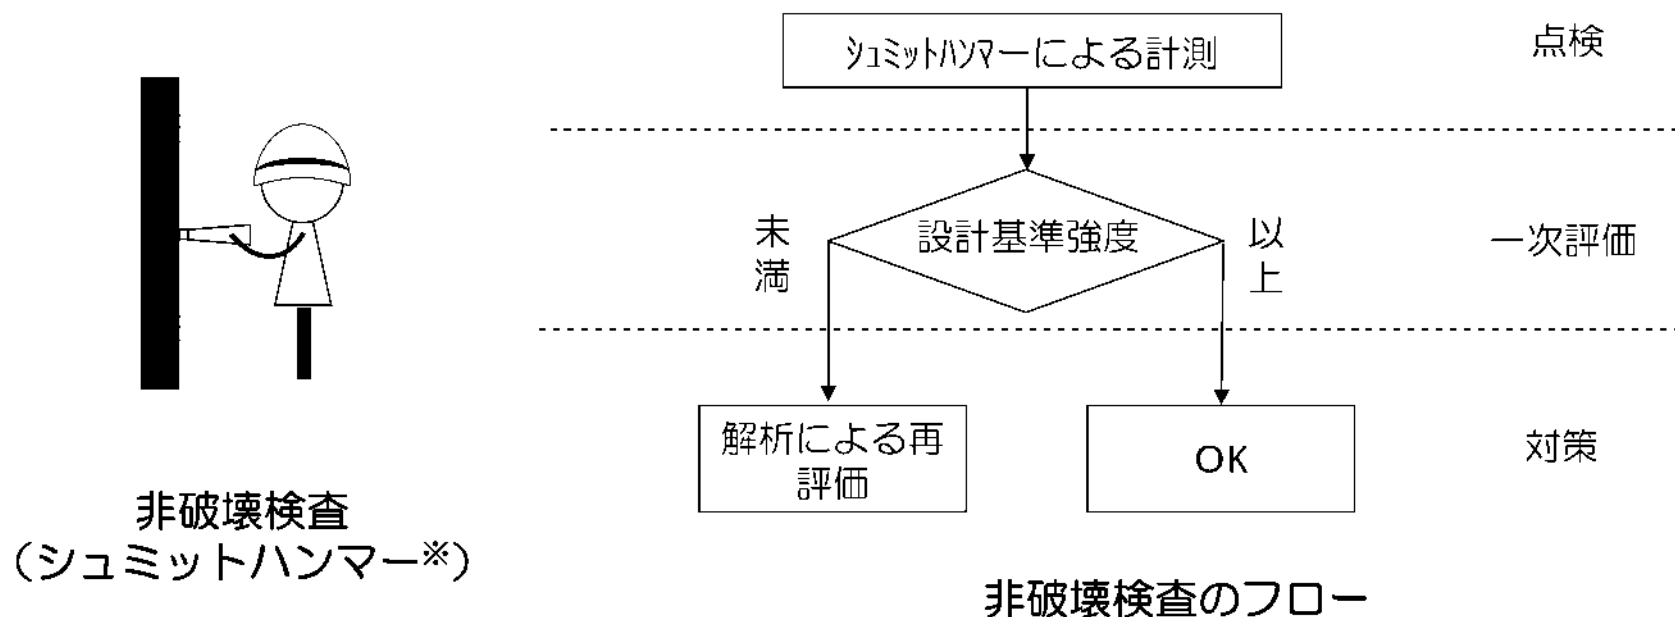 シュミットハンマーによる計測
点検
未満
設計基準強度
以上
一次評価
解析による再
評価
OK
対策
非破壊検査
（シュミットハンマー※）
非破壊検査のフロー